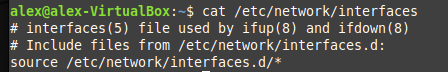 alex@alex-VirtualBox:~$ cat /etc/network/interfaces
# interfaces(5) file used by ifup(8) and ifdown(8)
# Include files from /etc/network/interfaces.d:
source /etc/network/interfaces.d/*